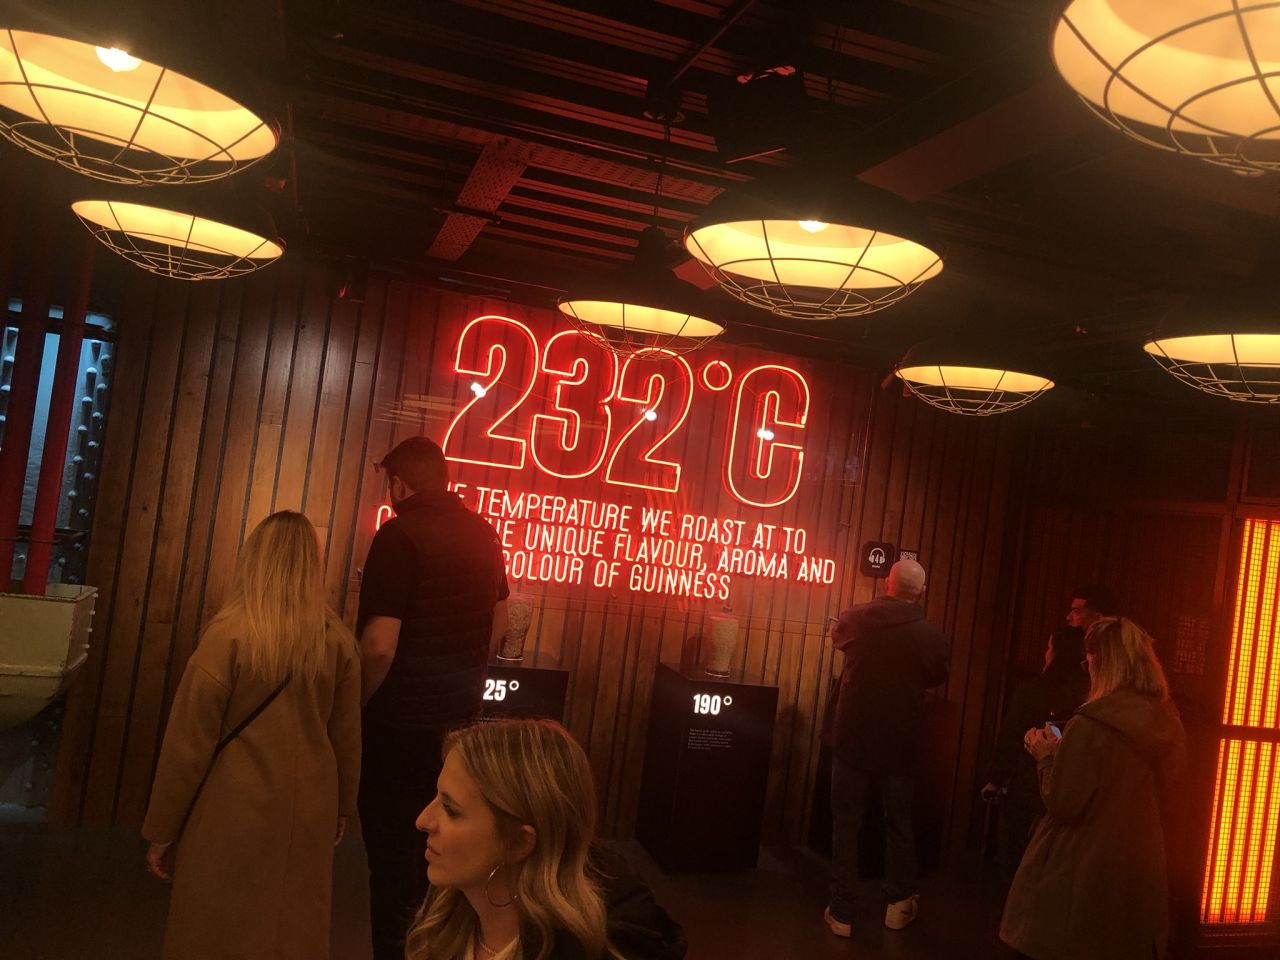 232°C
TEMPERATURE WE ROAST AT TO
UNIQUE FLAVOUR, AROMA AND
COLOUR OF GUINNESS
25°
190°